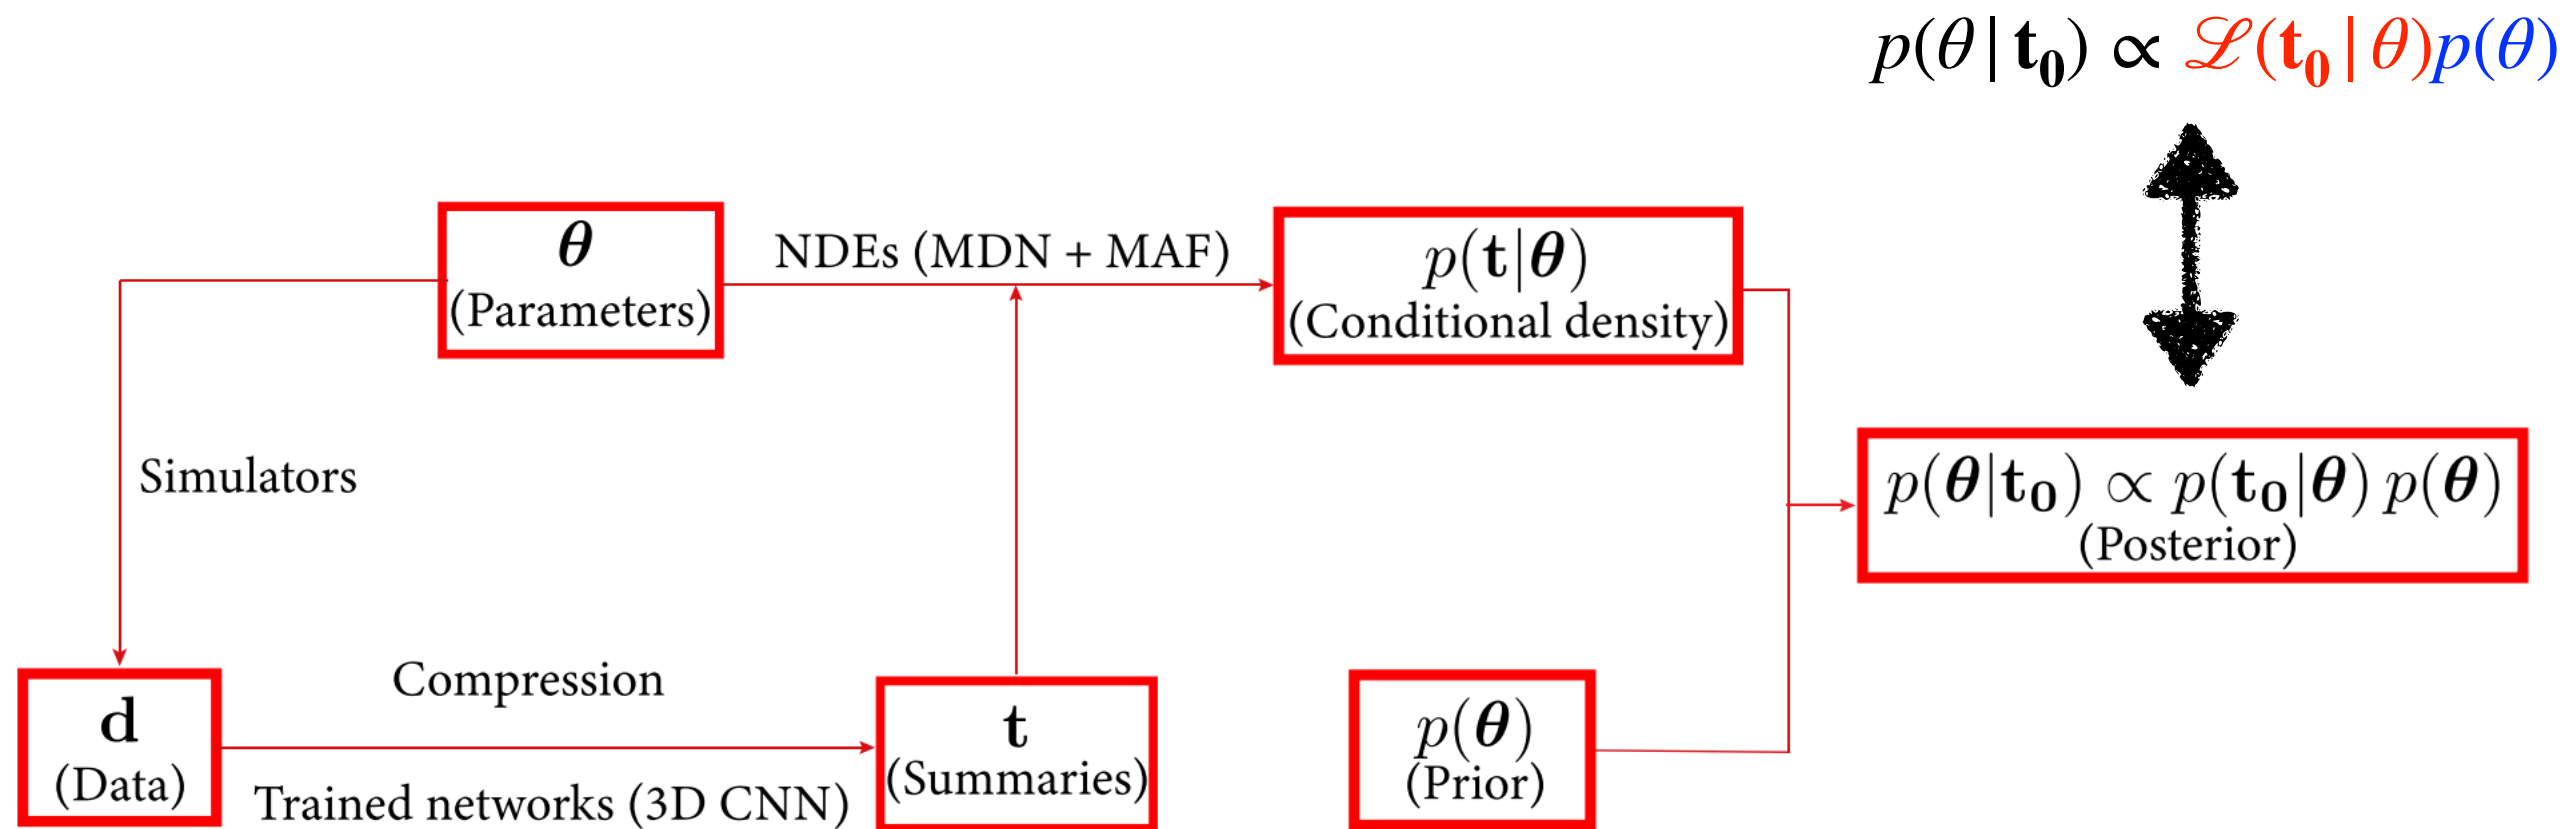 p(θ|t₀) ∝ ℒ(t₀|θ)p(θ)
θ
(Parameters)
NDEs (MDN + MAF)
p(t|θ)
(Conditional density)
Simulators
p(θ|t₀) ∝ p(t₀|θ) p(θ)
(Posterior)
d
(Data)
Compression
Trained networks (3D CNN)
t
(Summaries)
p(θ)
(Prior)